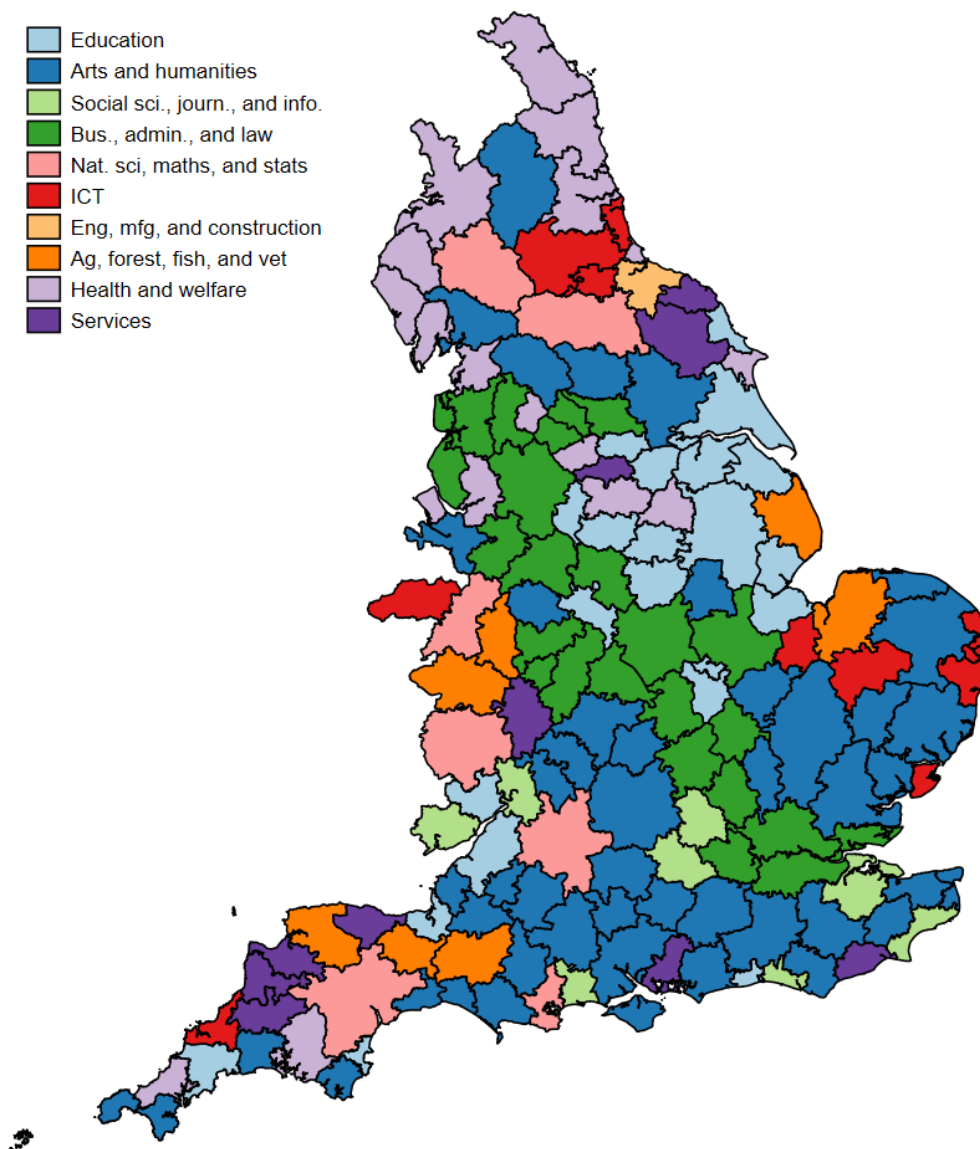 Education
Arts and humanities
Social sci., journ., and info.
Bus., admin., and law
Nat. sci, maths, and stats
ICT
Eng, mfg, and construction
Ag, forest, fish, and vet
Health and welfare
Services